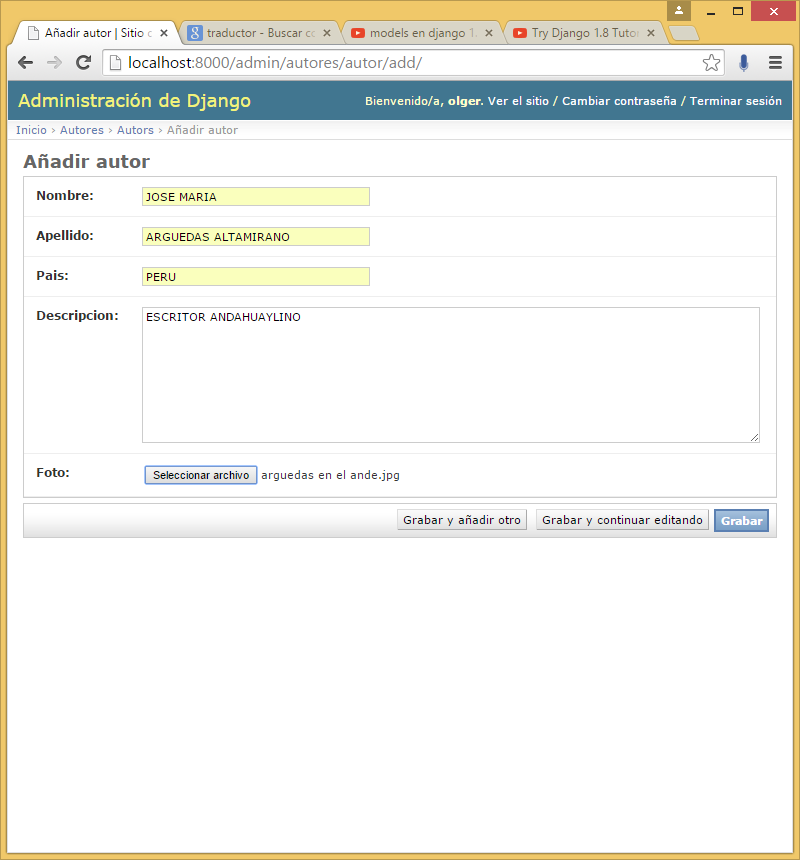 Añadir autor | Sitio c
traductor - Buscar co
models en django 1.
Try Django 1.8 Tutor
localhost:8000/admin/autores/autor/add/
Administración de Django
Bienvenido/a, olger. Ver el sitio / Cambiar contraseña / Terminar sesión
Inicio › Autores › Autors › Añadir autor
Añadir autor
Nombre: JOSE MARIA
Apellido: ARGUEDAS ALTAMIRANO
Pais: PERU
Descripcion: ESCRITOR ANDAHUAYLINO
Foto: Seleccionar archivo arguedas en el ande.jpg
Grabar y añadir otro Grabar y continuar editando Grabar